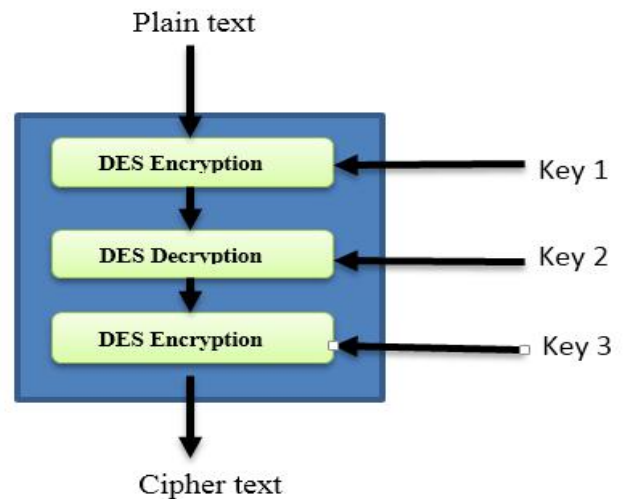 Plain text
DES Encryption
Key 1
DES Decryption
Key 2
DES Encryption
Key 3
Cipher text